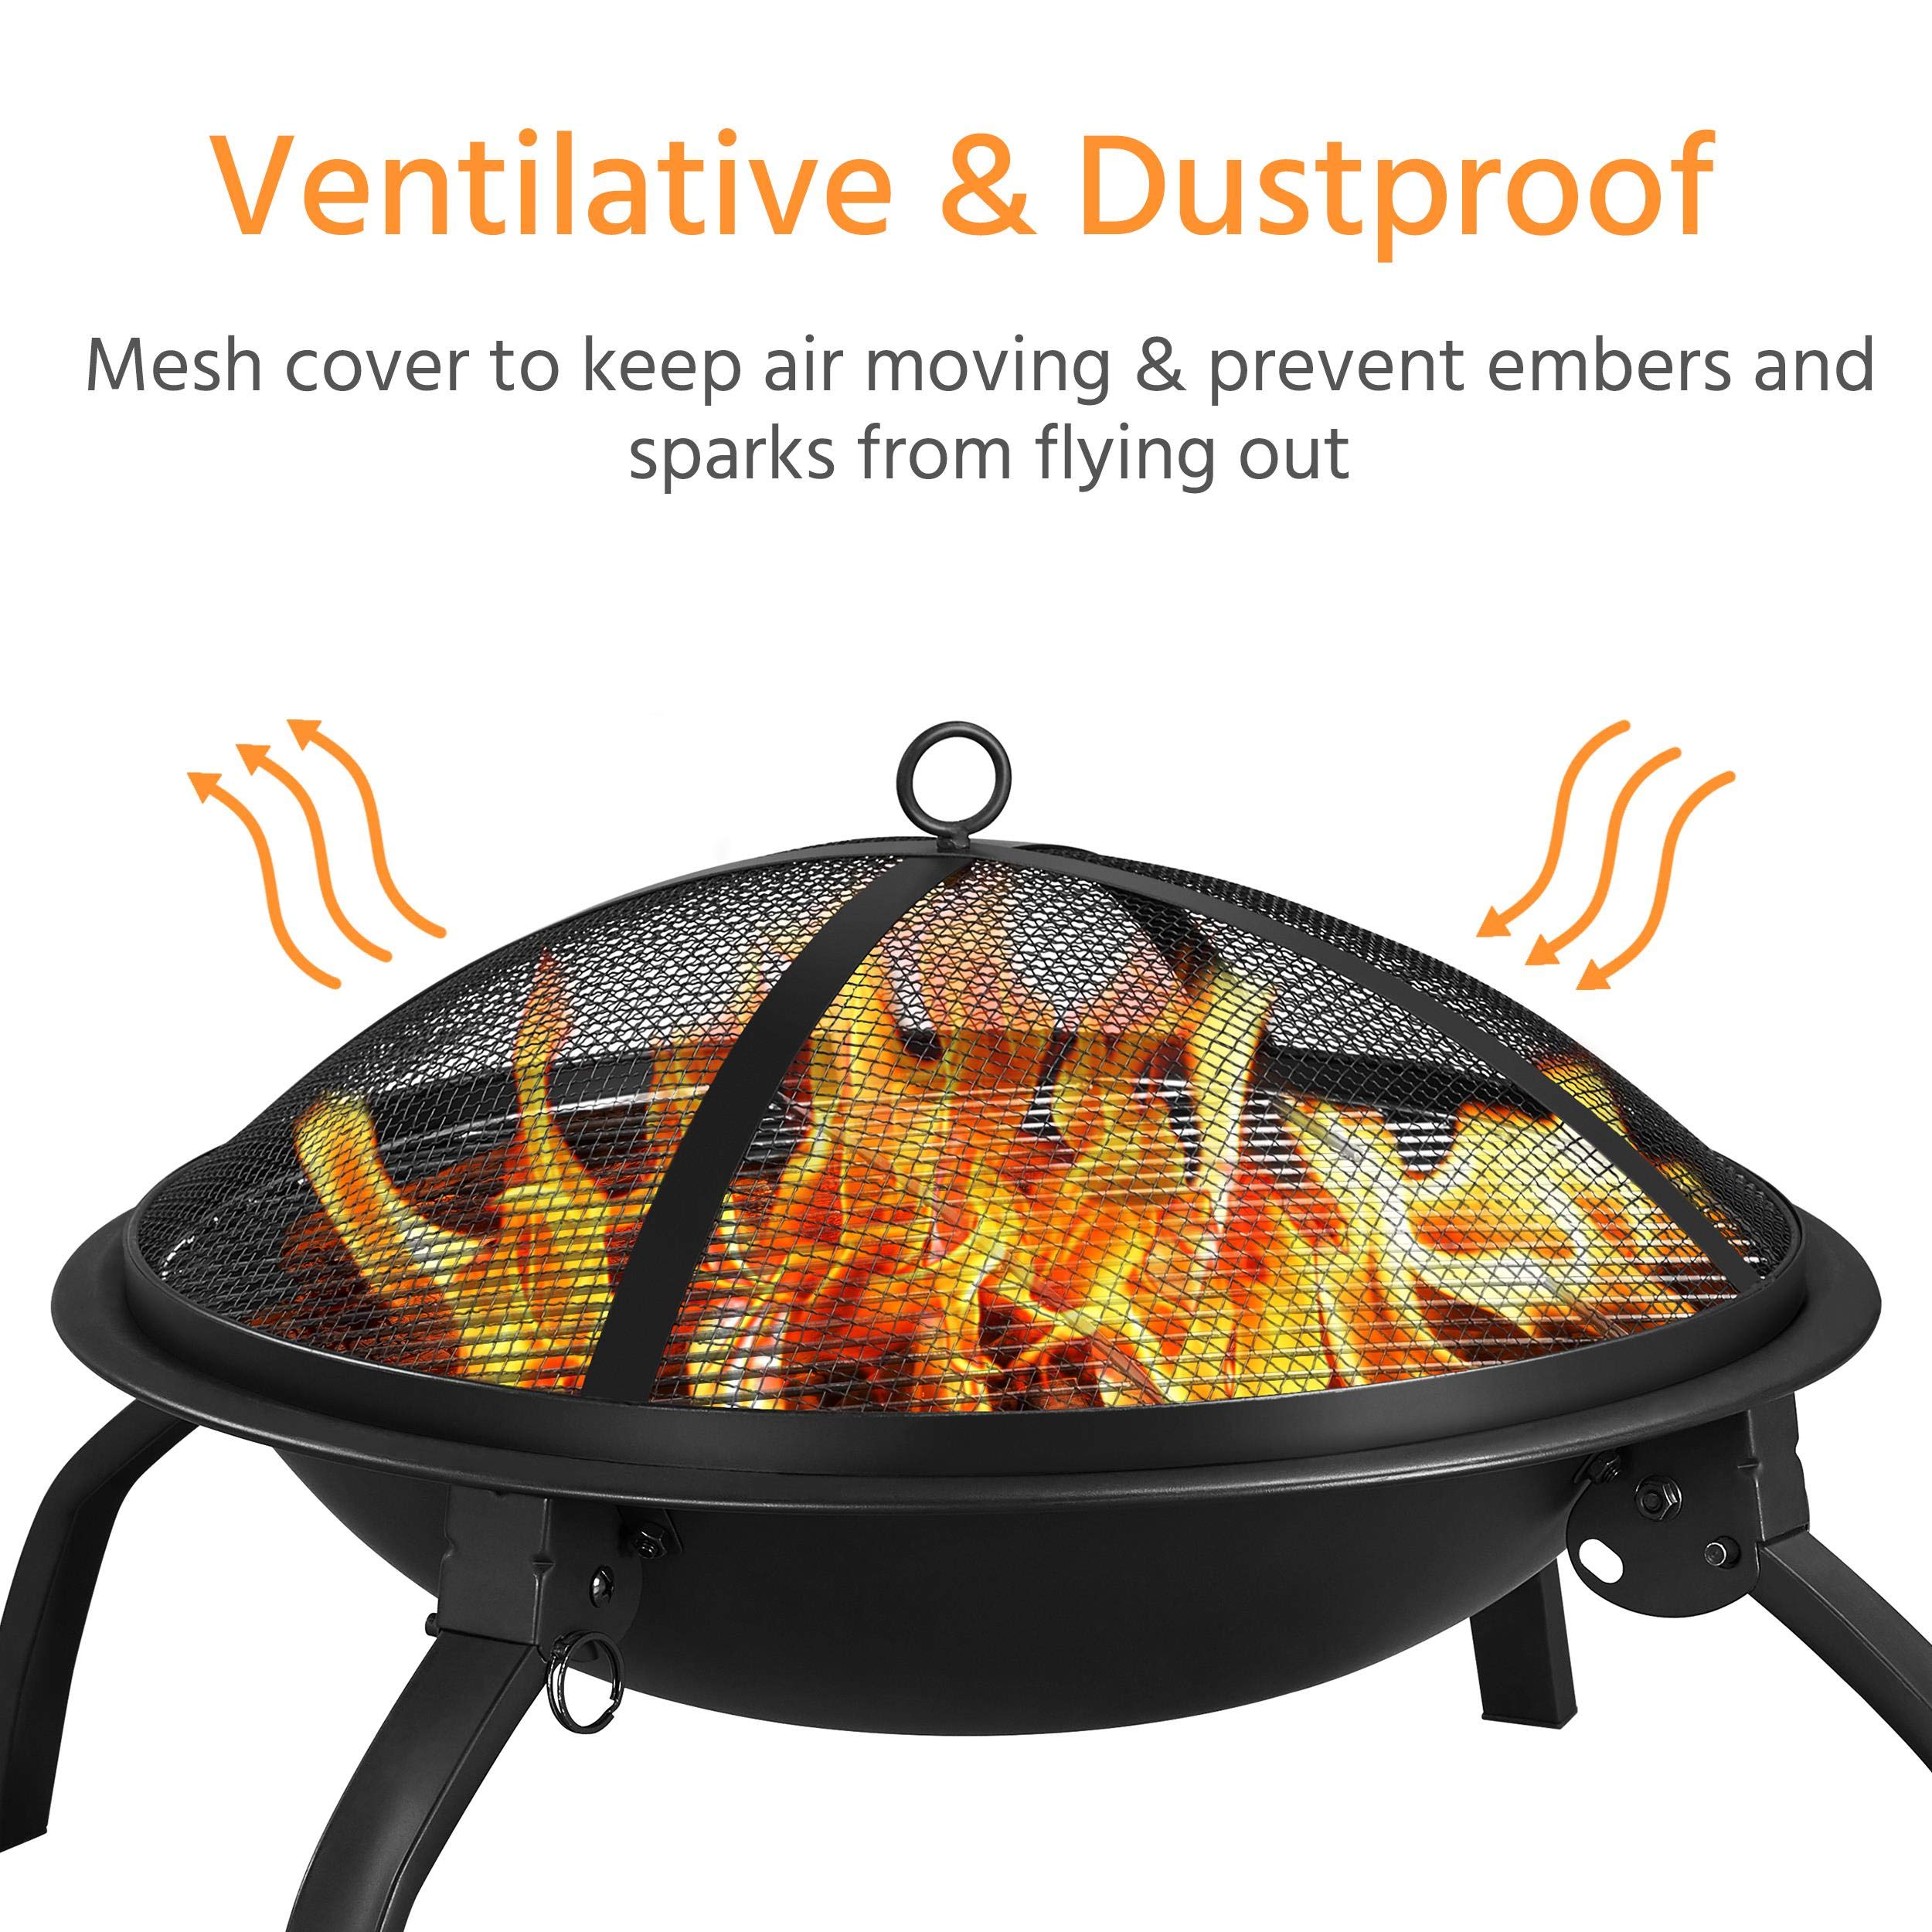 Ventilative & Dustproof
Mesh cover to keep air moving & prevent embers and
sparks from flying out